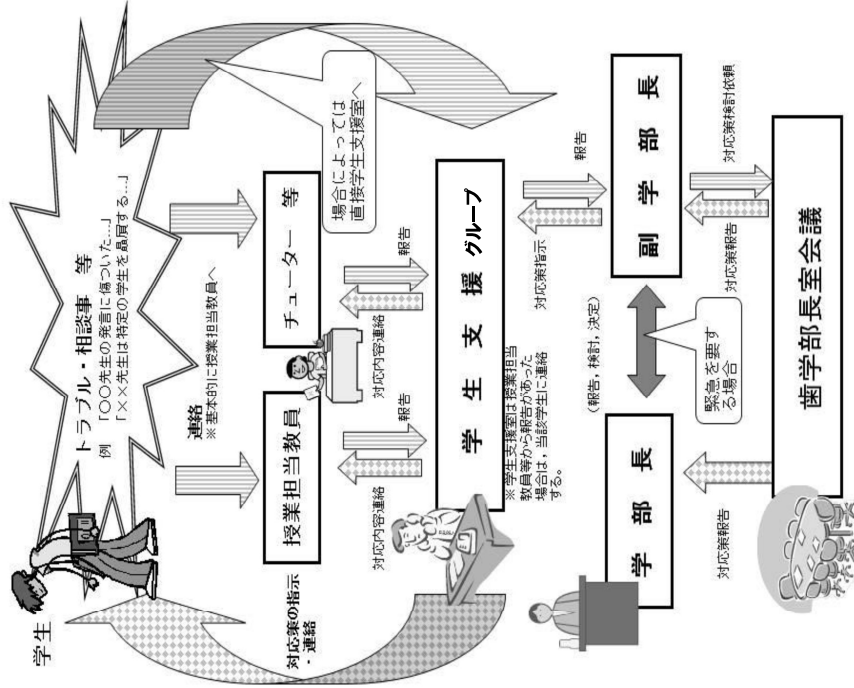 学生
トラブル・相談事　等
例　「○○先生の発言に傷ついた…」
「××先生は特定の学生を贔屓する…」
連絡
※基本的に授業担当教員へ
場合によっては
直接学生支援室へ
授業担当教員
チューター　等
対応策の指示
・連絡
対応内容連絡
報告
対応内容連絡
報告
学生支援グループ
※学生支援室は授業担当
教員等から報告があった
場合は，当該学生に連絡
する。
対応策指示
報告
（報告，検討，決定）
学部長
副学部長
緊急を要す
る場合
対応策報告
対応策報告
対応策検討依頼
歯学部長室会議